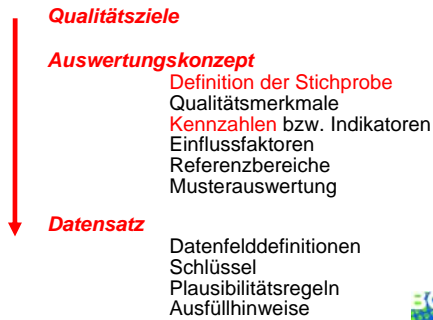 Qualitätsziele
Auswertungskonzept
Definition der Stichprobe
Qualitätsmerkmale
Kennzahlen bzw. Indikatoren
Einflussfaktoren
Referenzbereiche
Musterauswertung
Datensatz
Datenfelddefinitionen
Schlüssel
Plausibilitätsregeln
Ausfüllhinweise